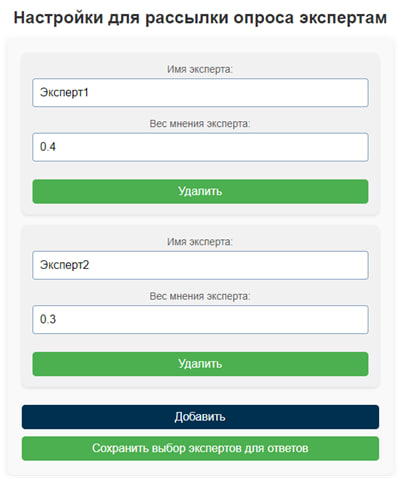 Настройки для рассылки опроса экспертам
Имя эксперта:
Эксперт1
Вес мнения эксперта:
0.4
Удалить
Имя эксперта:
Эксперт2
Вес мнения эксперта:
0.3
Удалить
Добавить
Сохранить выбор экспертов для ответов